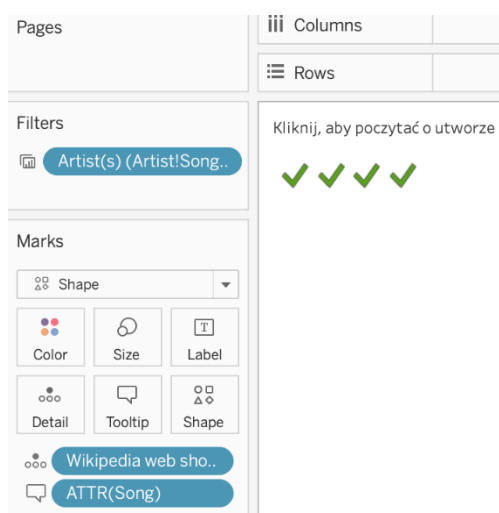 Pages
Columns
Rows
Filters
Artist(s) (Artist!Song..
Kliknij, aby poczytać o utworze
Marks
Shape
Color
Size
T
Label
Detail
Tooltip
Shape
Wikipedia web sho..
ATTR(Song)